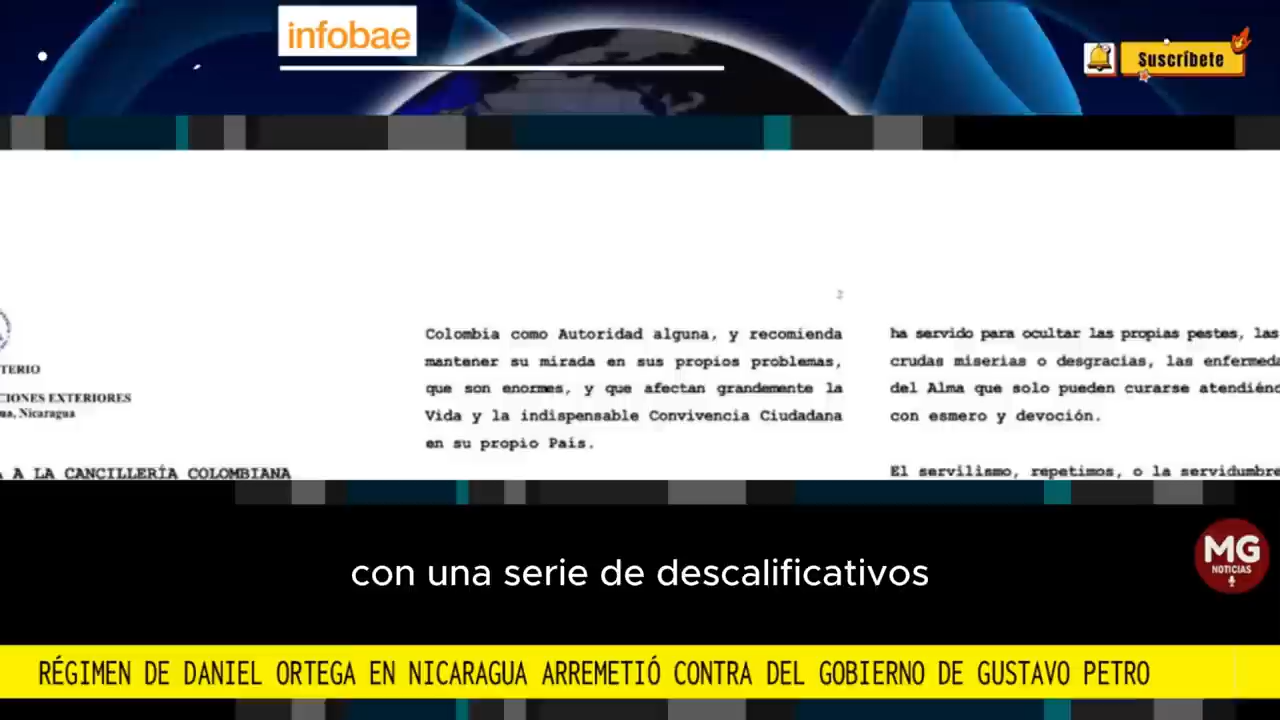 infobae
Suscríbete
2
Colombia como Autoridad alguna, y recomienda
mantener su mirada en sus propios problemas,
que son enormes, y que afectan grandemente la
Vida y la indispensable Convivencia Ciudadana
en su propio País.
ha servido para ocultar las propias pestes, las
crudas miserias o desgracias, las enfermeda
del Alma que solo pueden curarse atendiénd
con esmero y devoción.
El servilismo, repetimos, o la servidumbre
TERIO
CIONES EXTERIORES
ua, Nicaragua
A A LA CANCILLERÍA COLOMBIANA
con una serie de descalificativos
MG
NOTICIAS
RÉGIMEN DE DANIEL ORTEGA EN NICARAGUA ARREMETIÓ CONTRA DEL GOBIERNO DE GUSTAVO PETRO